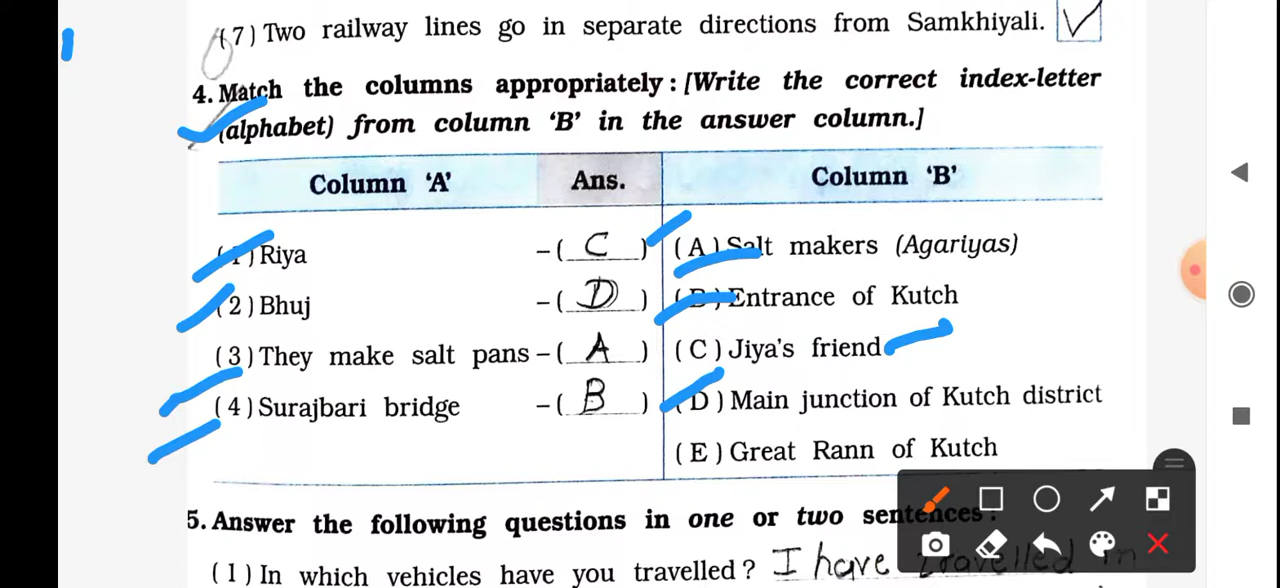 (7) Two railway lines go in separate directions from Samkhiyali.
4. Match the columns appropriately : [Write the correct index-letter
(alphabet) from column ‘B’ in the answer column.]
Column ‘A’ Ans. Column ‘B’
(1) Riya -( C ) (A) Salt makers (Agariyas)
(2) Bhuj -( D ) (B) Entrance of Kutch
(3) They make salt pans -( A ) (C) Jiya's friend
(4) Surajbari bridge -( B ) (D) Main junction of Kutch district
(E) Great Rann of Kutch
5. Answer the following questions in one or two sentences :
(1) In which vehicles have you travelled ? I have travelled in